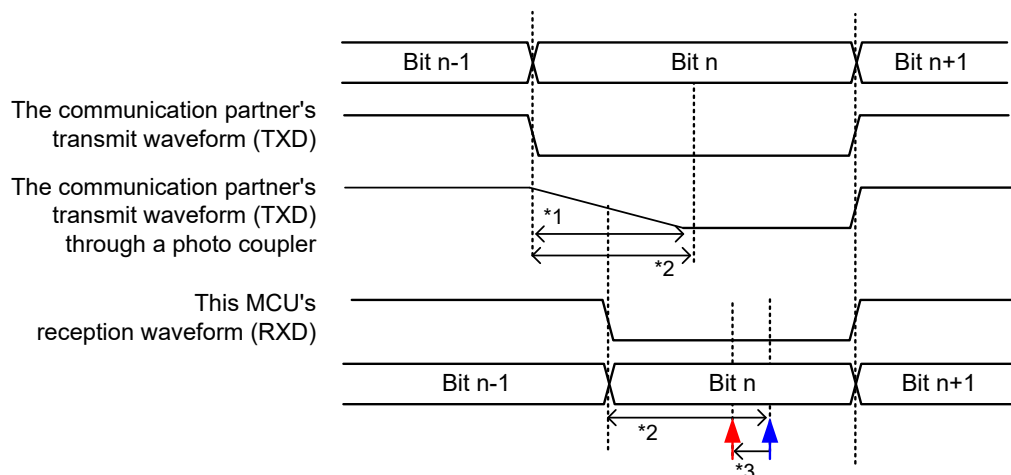 Bit n-1
Bit n
Bit n+1
The communication partner's
transmit waveform (TXD)
The communication partner's
transmit waveform (TXD)
through a photo coupler
*1
*2
This MCU's
reception waveform (RXD)
Bit n-1
Bit n
Bit n+1
*2
*3